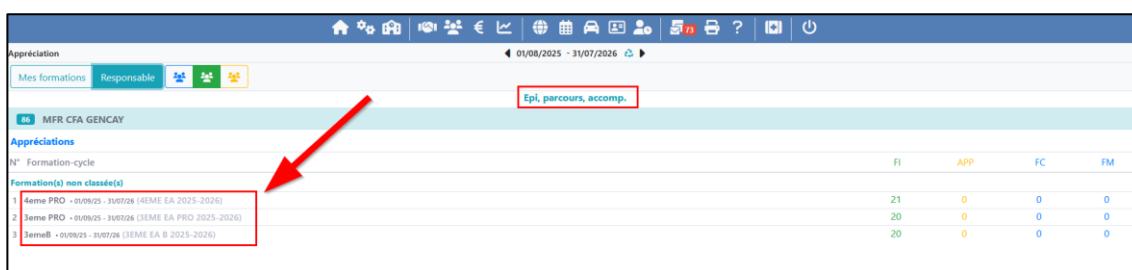 € 73 ?
Appréciation 01/08/2025 - 31/07/2026
Mes formations Responsable
Epi, parcours, accomp.
86 MFR CFA GENCAY
Appréciations
N° Formation-cycle FI APP FC FM
Formation(s) non classée(s)
1 4eme PRO • 01/09/25 - 31/07/26 (4EME EA 2025-2026) 21 0 0 0
2 3eme PRO • 01/09/25 - 31/07/26 (3EME EA PRO 2025-2026) 20 0 0 0
3 3emeB • 01/09/25 - 31/07/26 (3EME EA B 2025-2026) 20 0 0 0